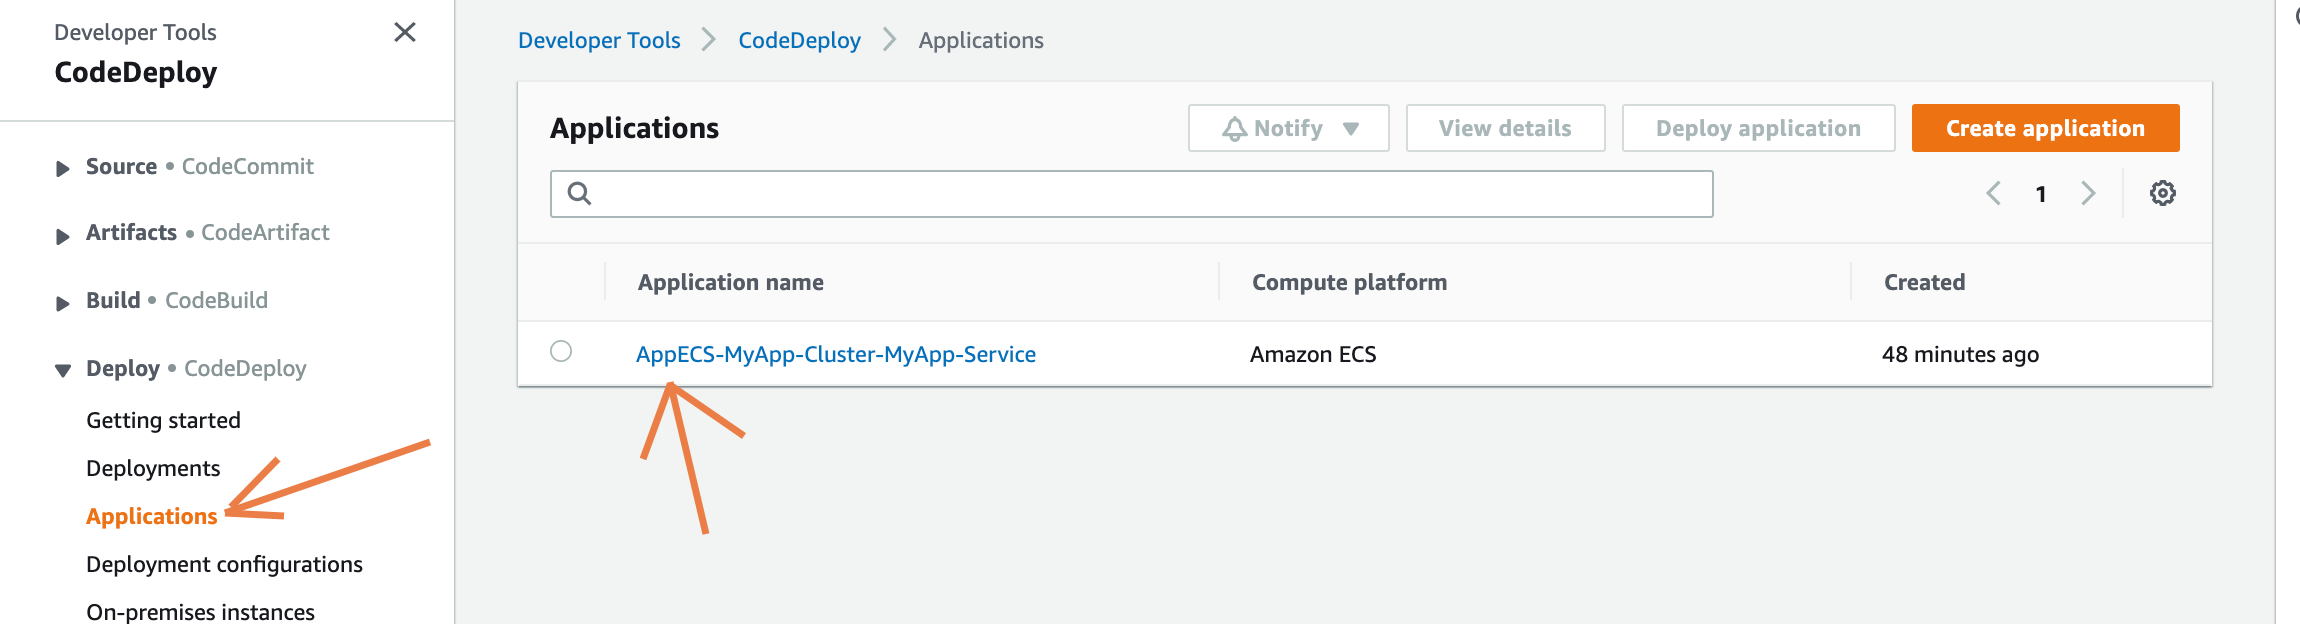 Developer Tools
CodeDeploy
Source • CodeCommit
Artifacts • CodeArtifact
Build • CodeBuild
Deploy • CodeDeploy
Getting started
Deployments
Applications
Deployment configurations
On-premises instances
Developer Tools > CodeDeploy > Applications
Applications
Notify
View details
Deploy application
Create application
1
Application name
Compute platform
Created
AppECS-MyApp-Cluster-MyApp-Service
Amazon ECS
48 minutes ago